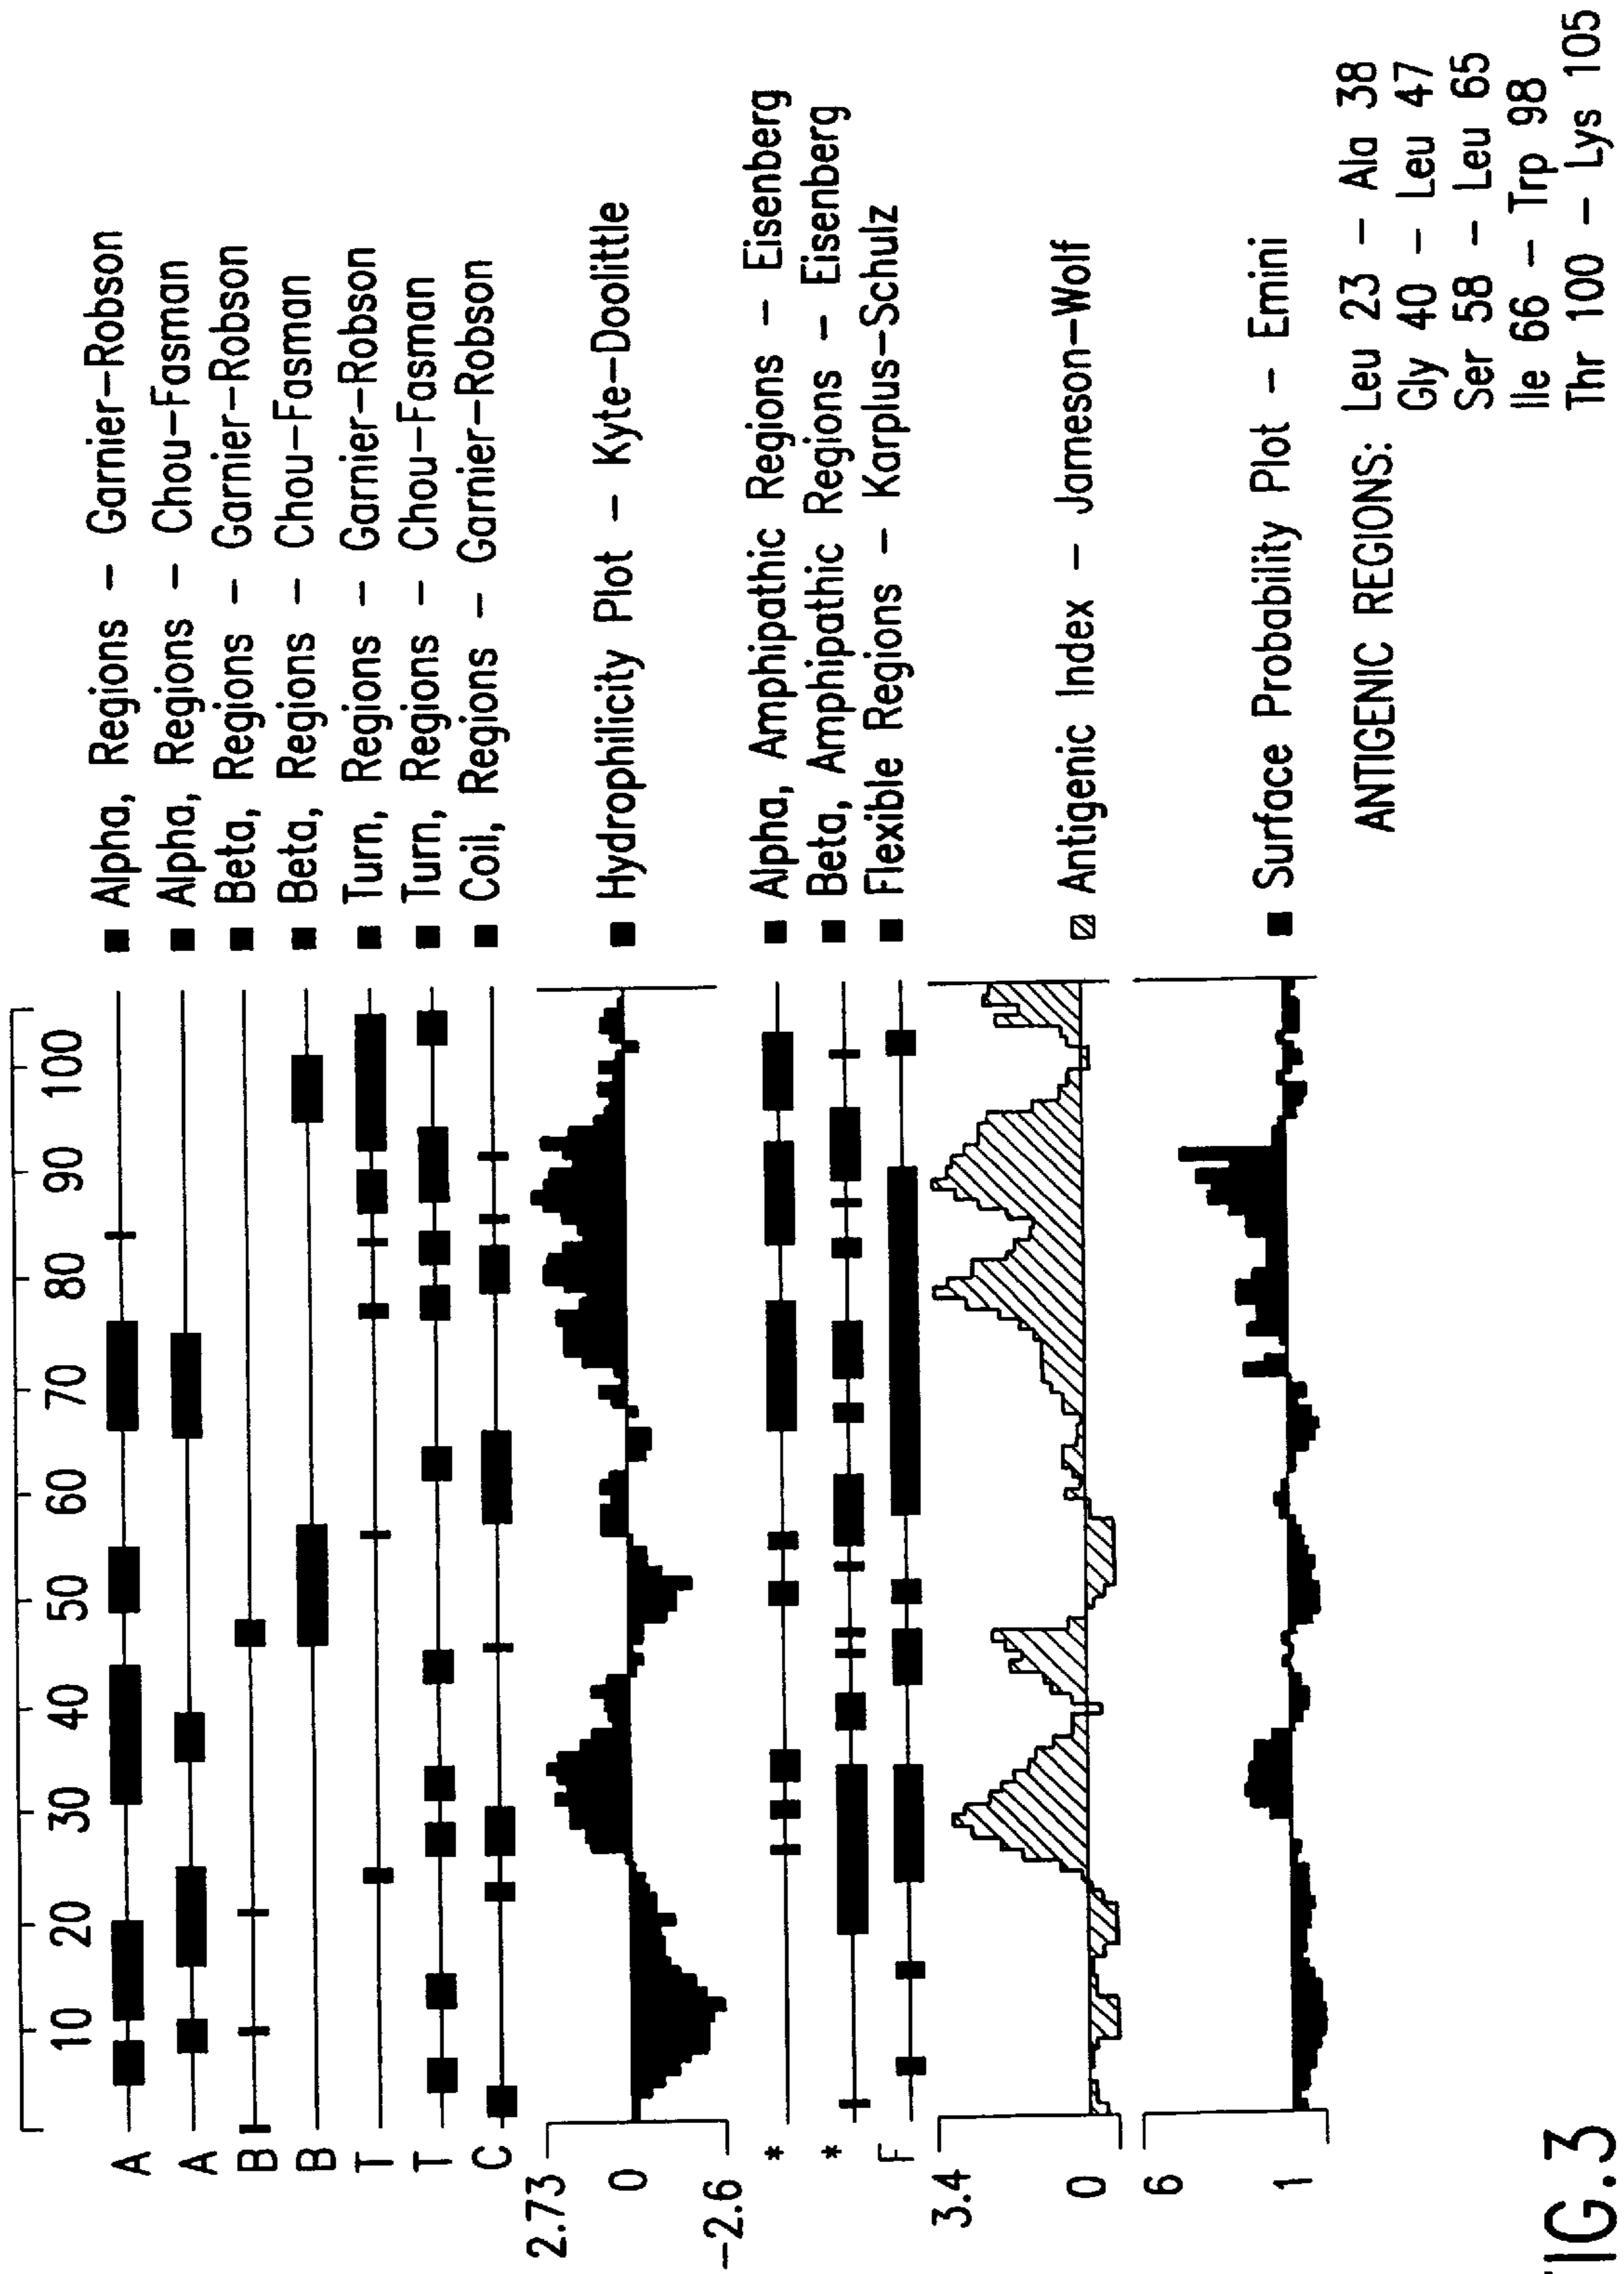 10 20 30 40 50 60 70 80 90 100
A ■ Alpha, Regions – Garnier–Robson
A ■ Alpha, Regions – Chou–Fasman
B ■ Beta, Regions – Garnier–Robson
B ■ Beta, Regions – Chou–Fasman
T ■ Turn, Regions – Garnier–Robson
T ■ Turn, Regions – Chou–Fasman
C ■ Coil, Regions – Garnier–Robson
2.73
0
-2.6
■ Hydrophilicity Plot – Kyte–Doolittle
* ■ Alpha, Amphipathic Regions – Eisenberg
* ■ Beta, Amphipathic Regions – Eisenberg
F ■ Flexible Regions – Karplus–Schulz
3.4
0
Antigenic Index – Jameson–Wolf
6
1
■ Surface Probability Plot – Emini
ANTIGENIC REGIONS: Leu 23 – Ala 38
Gly 40 – Leu 47
Ser 58 – Leu 65
Ile 66 – Trp 98
Thr 100 – Lys 105
FIG.3